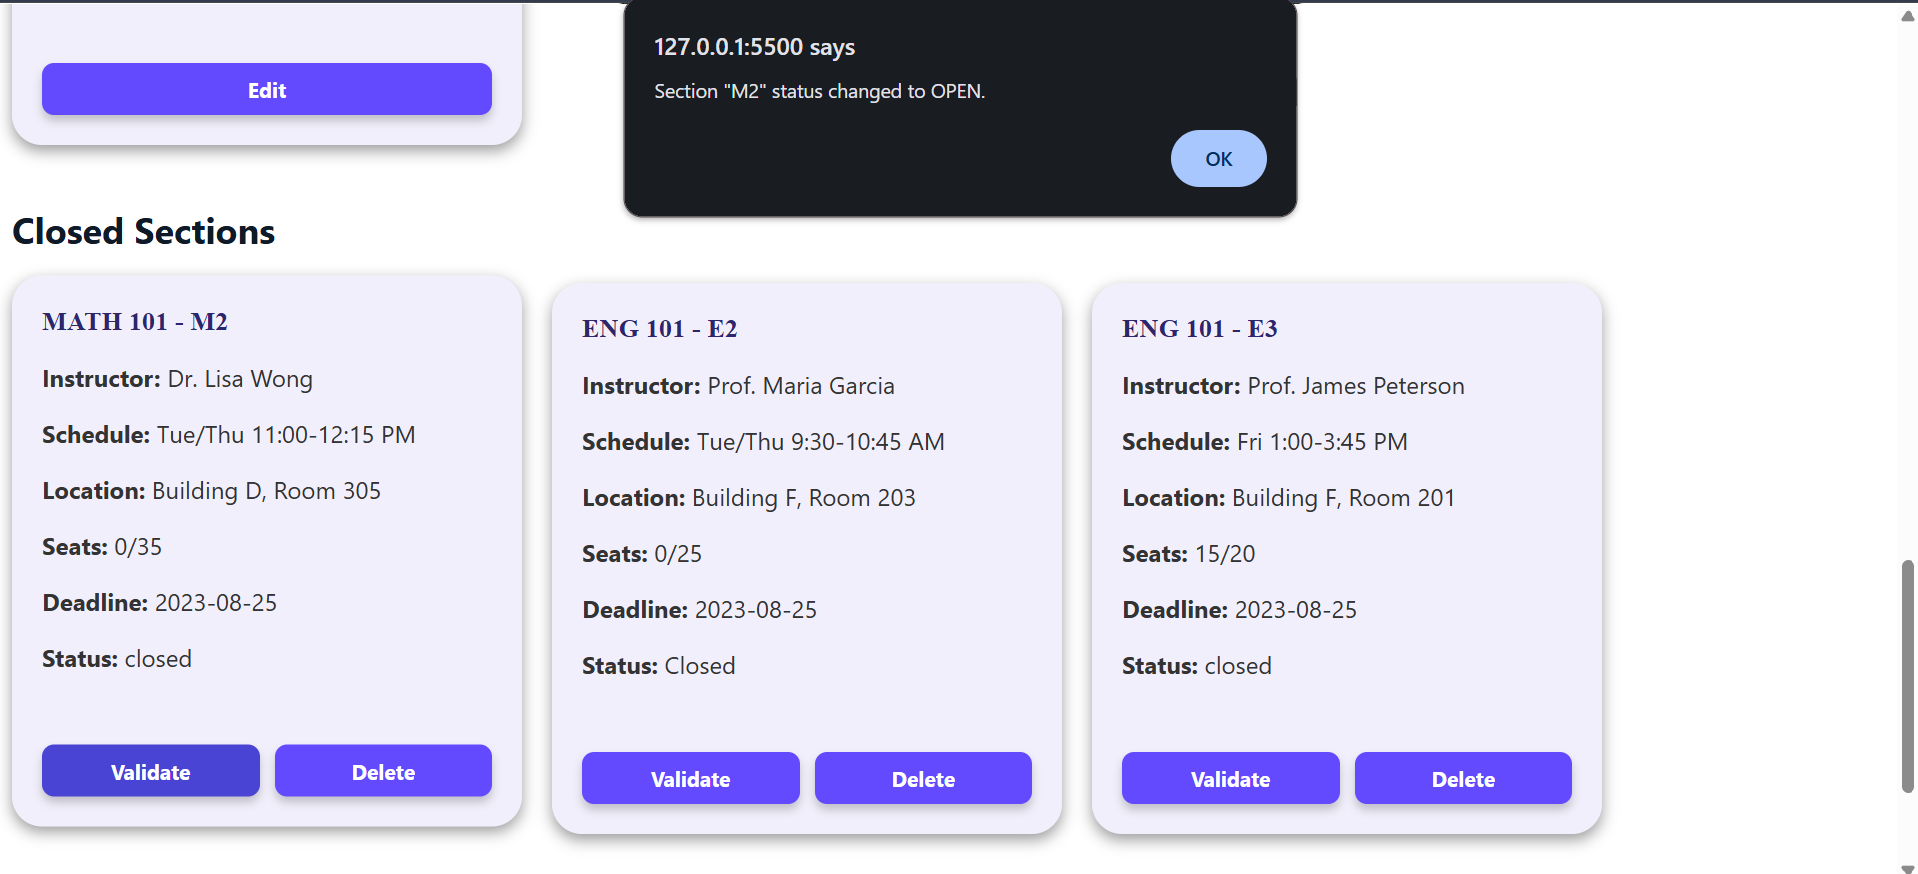 127.0.0.1:5500 says
Section "M2" status changed to OPEN.
OK
Edit
Closed Sections
MATH 101 - M2
Instructor: Dr. Lisa Wong
Schedule: Tue/Thu 11:00-12:15 PM
Location: Building D, Room 305
Seats: 0/35
Deadline: 2023-08-25
Status: closed
Validate
Delete
ENG 101 - E2
Instructor: Prof. Maria Garcia
Schedule: Tue/Thu 9:30-10:45 AM
Location: Building F, Room 203
Seats: 0/25
Deadline: 2023-08-25
Status: Closed
Validate
Delete
ENG 101 - E3
Instructor: Prof. James Peterson
Schedule: Fri 1:00-3:45 PM
Location: Building F, Room 201
Seats: 15/20
Deadline: 2023-08-25
Status: closed
Validate
Delete